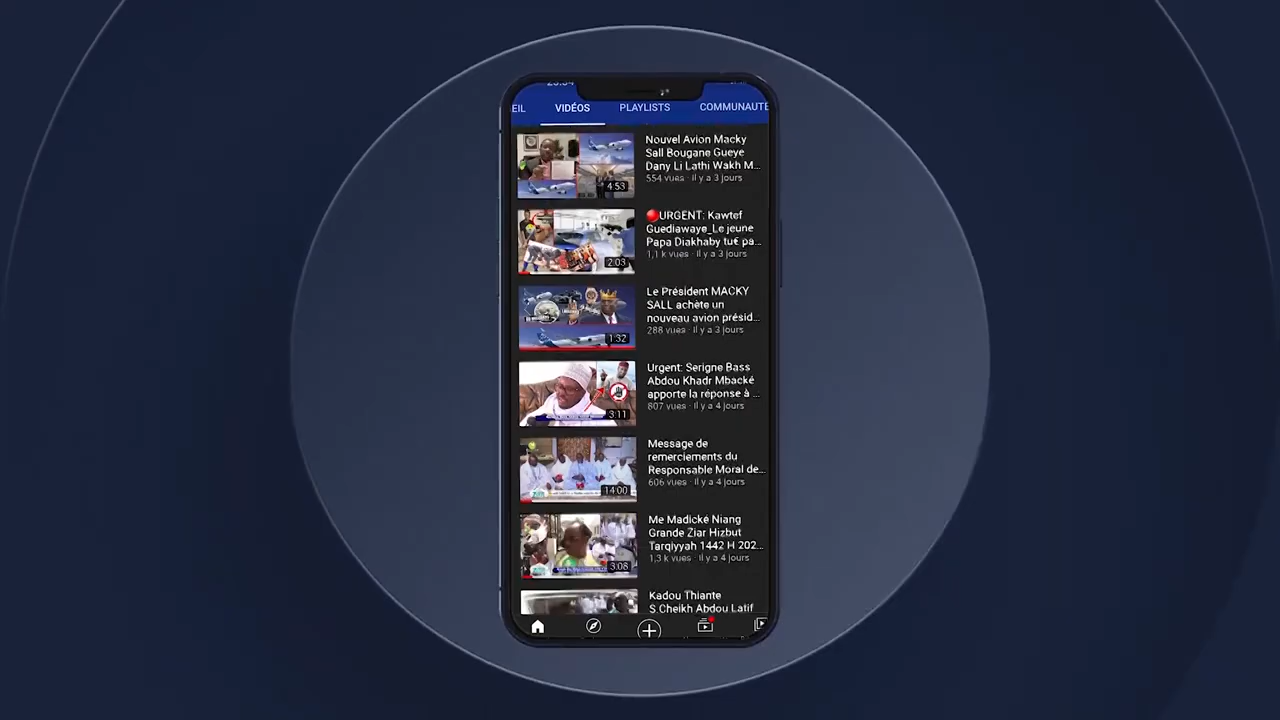 EIL
VIDÉOS
PLAYLISTS
COMMUNAUTÉ
Nouvel Avion Macky
Sall Bougane Gueye
Dany Li Lathi Wakh M...
554 vues · Il y a 3 jours
4:53
🔴URGENT: Kawtef
Guediawaye_Le jeune
Papa Diakhaby tu€ pa...
1,1 k vues · Il y a 3 jours
2:03
Le Président MACKY
SALL achète un
nouveau avion présid...
288 vues · Il y a 3 jours
1:32
Urgent: Serigne Bass
Abdou Khadr Mbacké
apporte la réponse à ...
807 vues · Il y a 4 jours
3:11
Message de
remerciements du
Responsable Moral de...
606 vues · Il y a 4 jours
14:00
Me Madické Niang
Grande Ziar Hizbut
Tarqiyyah 1442 H 202...
1,3 k vues · Il y a 4 jours
3:08
Kadou Thiante
S.Cheikh Abdou Latif